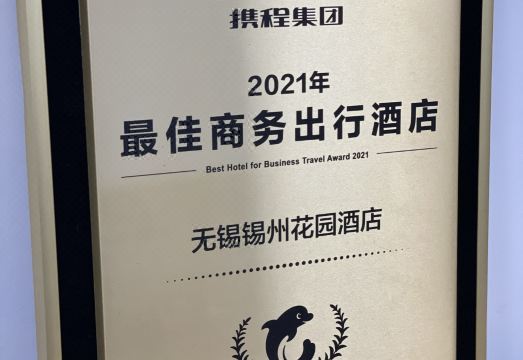 携程集团
2021年
最佳商务出行酒店
Best Hotel for Business Travel Award 2021
无锡锡州花园酒店